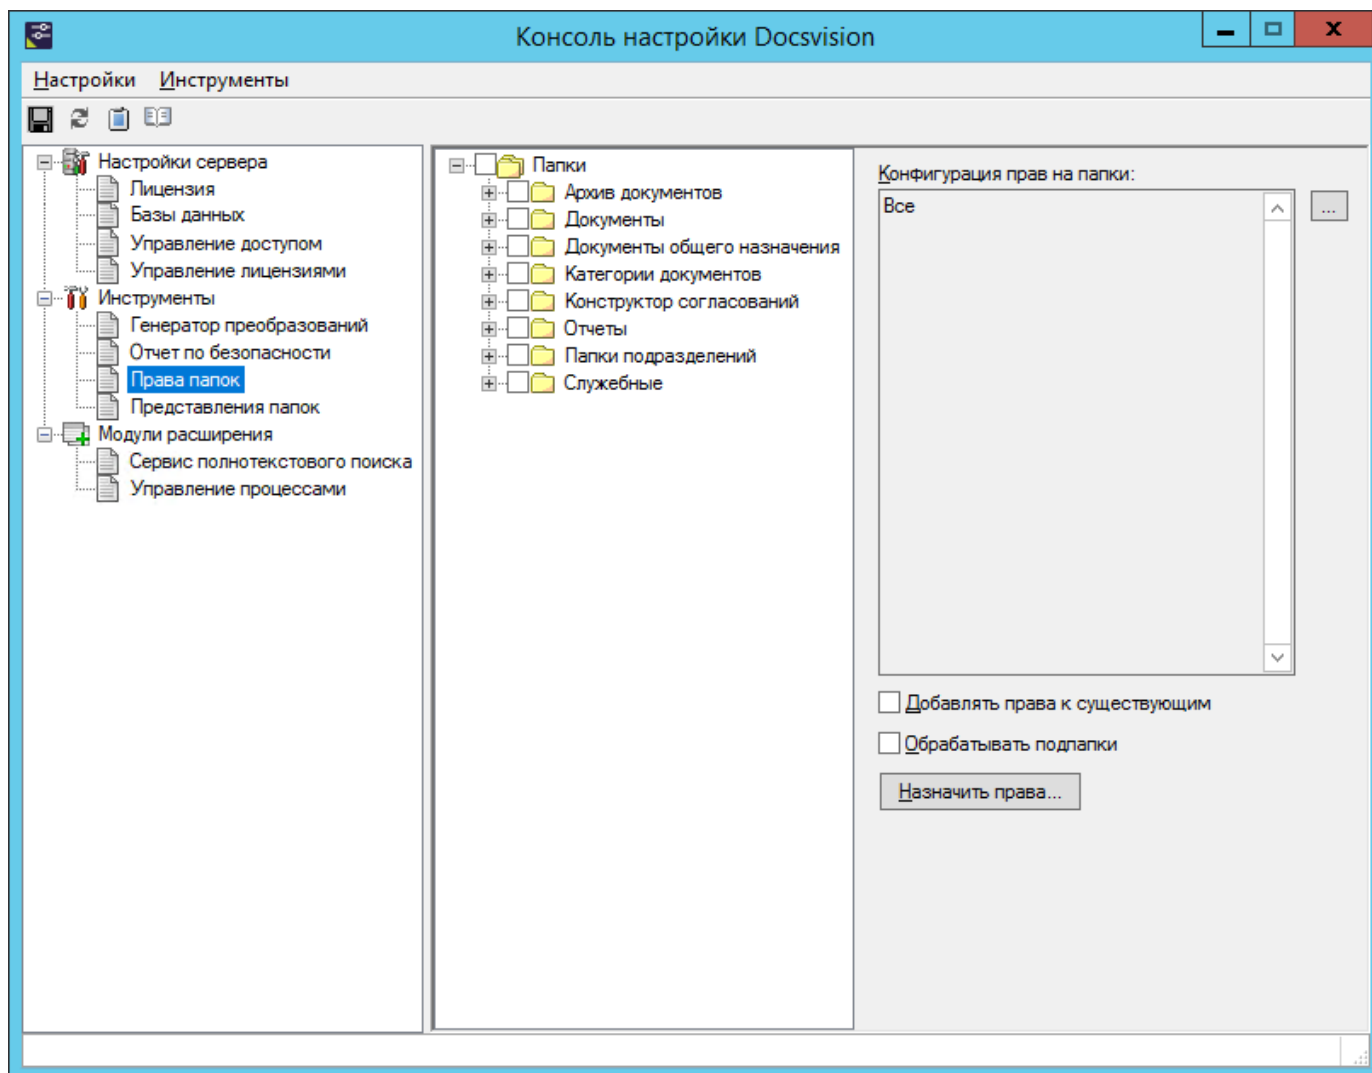 Консоль настройки Docsvision
Настройки Инструменты
Настройки сервера
Лицензия
Базы данных
Управление доступом
Управление лицензиями
Инструменты
Генератор преобразований
Отчет по безопасности
Права папок
Представления папок
Модули расширения
Сервис полнотекстового поиска
Управление процессами
Папки
Архив документов
Документы
Документы общего назначения
Категории документов
Конструктор согласований
Отчеты
Папки подразделений
Служебные
Конфигурация прав на папки:
Все
...
Добавлять права к существующим
Обрабатывать подпапки
Назначить права...